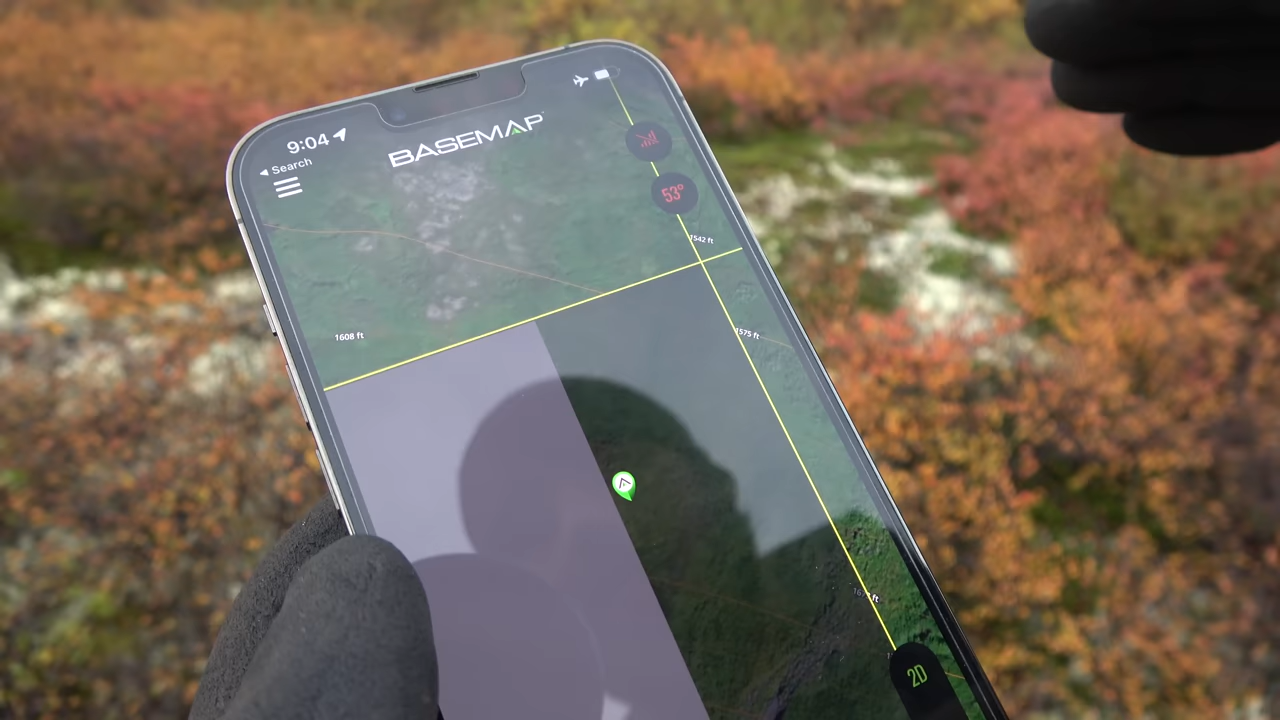 9:04
Search
BASEMAP
53°
1542 ft
1608 ft
1575 ft
2D